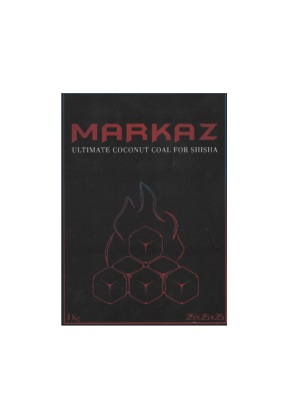 MARKAZ
ULTIMATE COCONUT COAL FOR SHISHA
1Kg
25x25x25